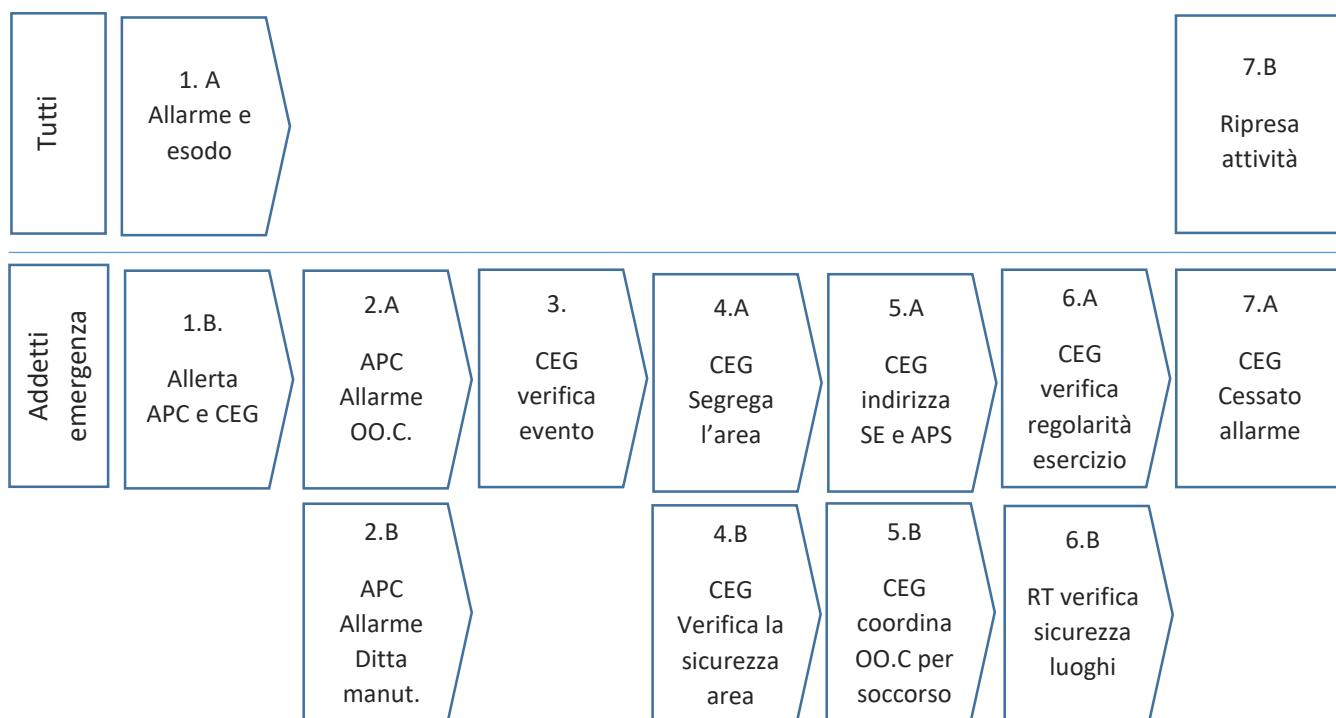 Tutti
1. A
Allarme e
esodo
7.B
Ripresa
attività
Addetti
emergenza
1.B.
Allerta
APC e CEG
2.A
APC
Allarme
OO.C.
3.
CEG
verifica
evento
4.A
CEG
Segrega
l’area
5.A
CEG
indirizza
SE e APS
6.A
CEG
verifica
regolarità
esercizio
7.A
CEG
Cessato
allarme
2.B
APC
Allarme
Ditta
manut.
4.B
CEG
Verifica la
sicurezza
area
5.B
CEG
coordina
OO.C per
soccorso
6.B
RT verifica
sicurezza
luoghi